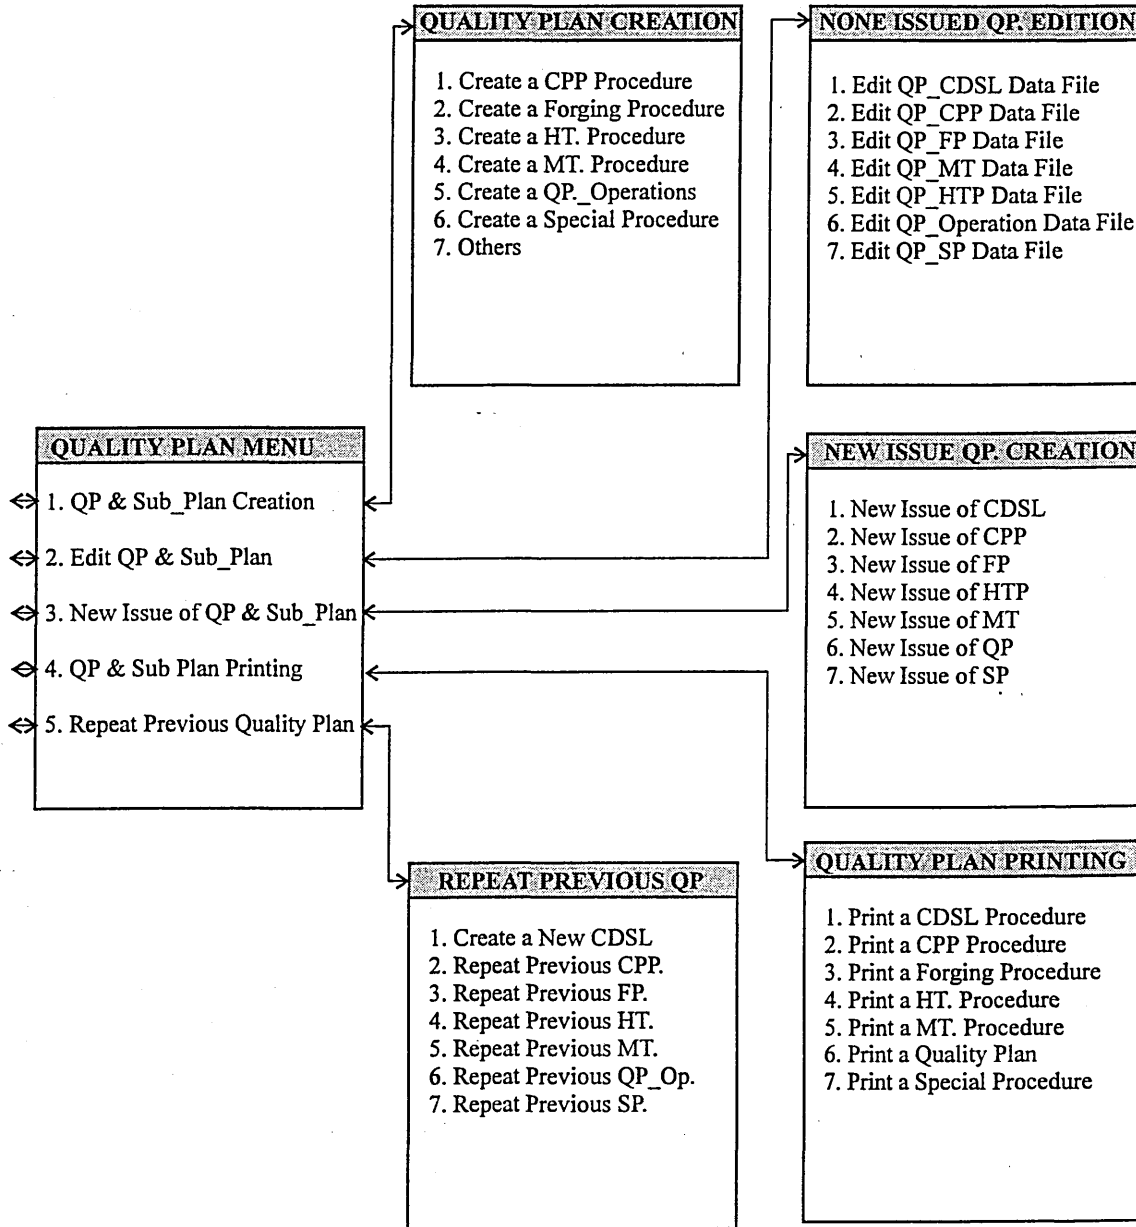 QUALITY PLAN CREATION
1. Create a CPP Procedure
2. Create a Forging Procedure
3. Create a HT. Procedure
4. Create a MT. Procedure
5. Create a QP._Operations
6. Create a Special Procedure
7. Others
NONE ISSUED QP. EDITION
1. Edit QP_CDSL Data File
2. Edit QP_CPP Data File
3. Edit QP_FP Data File
4. Edit QP_MT Data File
5. Edit QP_HTP Data File
6. Edit QP_Operation Data File
7. Edit QP_SP Data File
QUALITY PLAN MENU
1. QP & Sub_Plan Creation
2. Edit QP & Sub_Plan
3. New Issue of QP & Sub_Plan
4. QP & Sub Plan Printing
5. Repeat Previous Quality Plan
NEW ISSUE QP. CREATION
1. New Issue of CDSL
2. New Issue of CPP
3. New Issue of FP
4. New Issue of HTP
5. New Issue of MT
6. New Issue of QP
7. New Issue of SP
REPEAT PREVIOUS QP
1. Create a New CDSL
2. Repeat Previous CPP.
3. Repeat Previous FP.
4. Repeat Previous HT.
5. Repeat Previous MT.
6. Repeat Previous QP_Op.
7. Repeat Previous SP.
QUALITY PLAN PRINTING
1. Print a CDSL Procedure
2. Print a CPP Procedure
3. Print a Forging Procedure
4. Print a HT. Procedure
5. Print a MT. Procedure
6. Print a Quality Plan
7. Print a Special Procedure